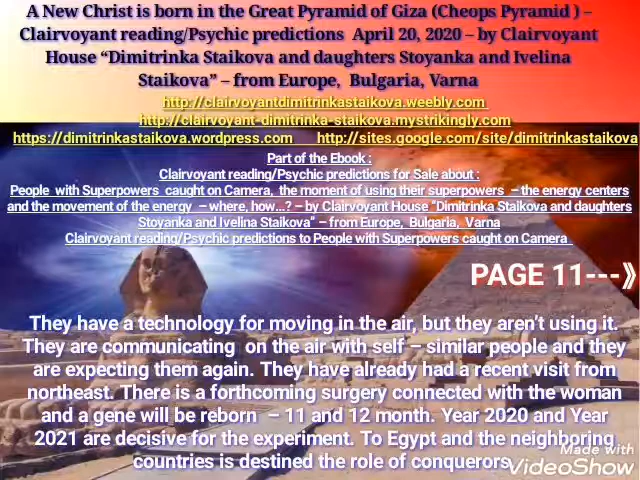 A New Christ is born in the Great Pyramid of Giza (Cheops Pyramid ) –
Clairvoyant reading/Psychic predictions April 20, 2020 – by Clairvoyant
House “Dimitrinka Staikova and daughters Stoyanka and Ivelina
Staikova” – from Europe, Bulgaria, Varna
http://clairvoyantdimitrinkastaikova.weebly.com
http://clairvoyant-dimitrinka-staikova.mystrikingly.com
https://dimitrinkastaikova.wordpress.com http://sites.google.com/site/dimitrinkastaikova
Part of the Ebook :
Clairvoyant reading/Psychic predictions for Sale about :
People with Superpowers caught on Camera, the moment of using their superpowers – the energy centers
and the movement of the energy – where, how...? – by Clairvoyant House "Dimitrinka Staikova and daughters
Stoyanka and Ivelina Staikova" – from Europe, Bulgaria, Varna
Clairvoyant reading/Psychic predictions to People with Superpowers caught on Camera
PAGE 11---》
They have a technology for moving in the air, but they aren't using it.
They are communicating on the air with self – similar people and they
are expecting them again. They have already had a recent visit from
northeast. There is a forthcoming surgery connected with the woman
and a gene will be reborn – 11 and 12 month. Year 2020 and Year
2021 are decisive for the experiment. To Egypt and the neighboring
countries is destined the role of conquerors.
Made with
VideoShow